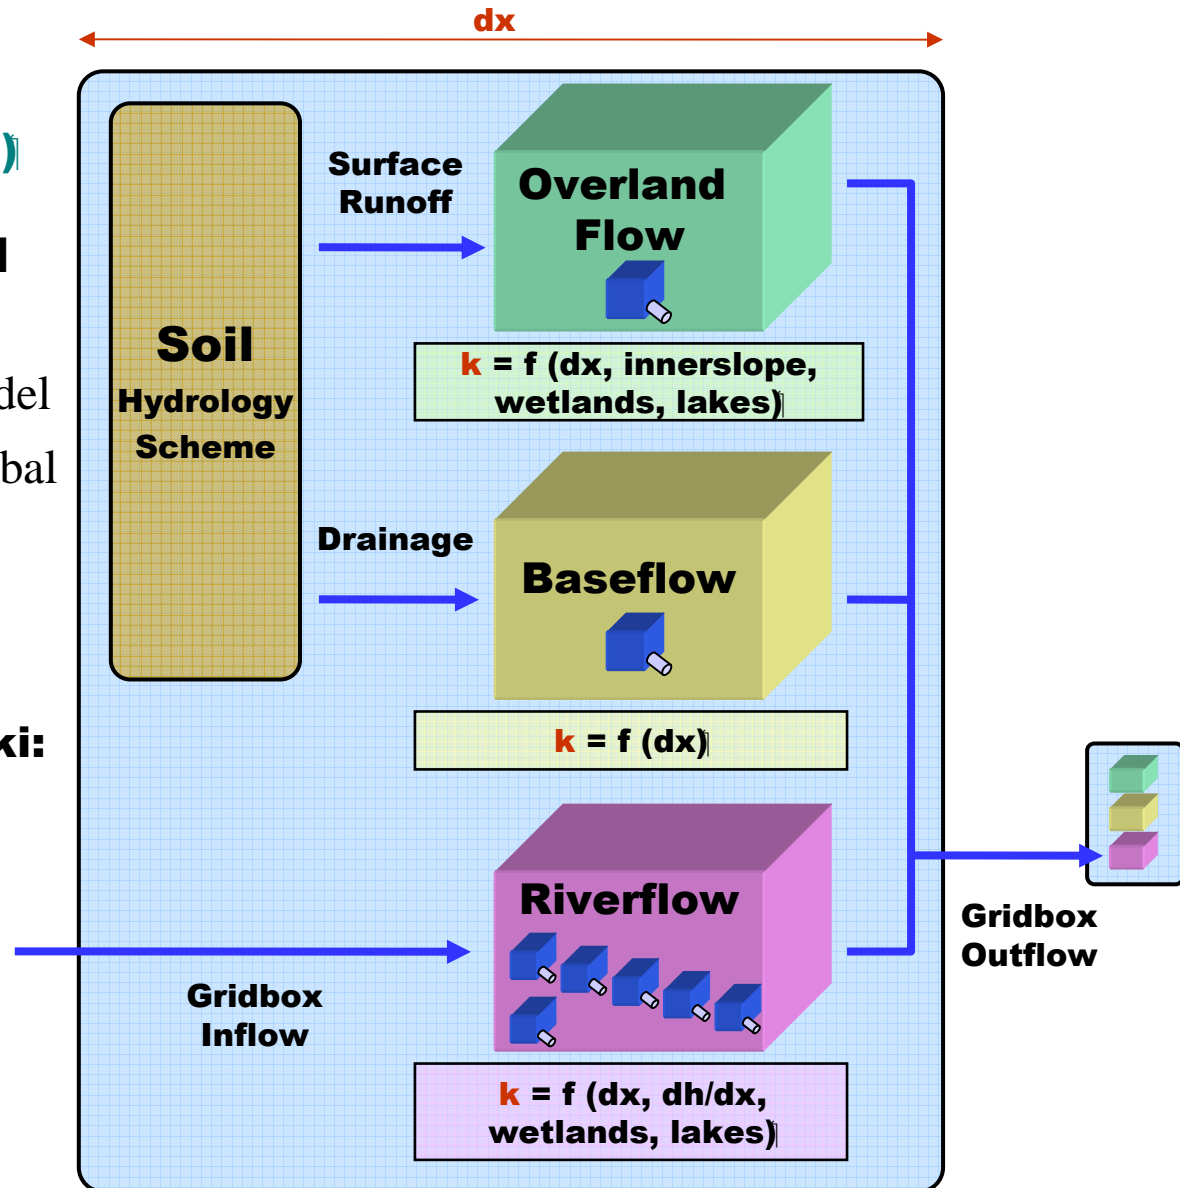 dx
)
Surface
Runoff
Overland
Flow
Soil
Hydrology
Scheme
k = f (dx, innerslope,
wetlands, lakes)
del
bal
Drainage
Baseflow
k = f (dx)
ki:
Riverflow
Gridbox
Inflow
Gridbox
Outflow
k = f (dx, dh/dx,
wetlands, lakes)